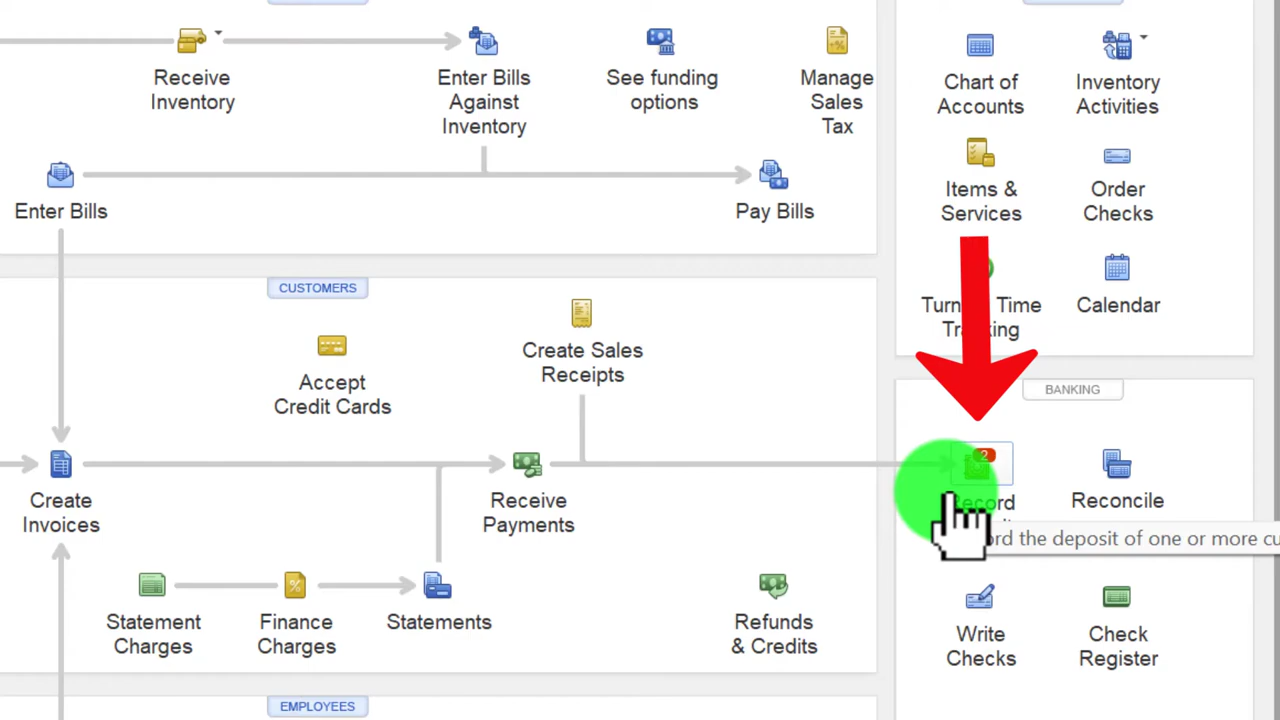 Receive
Inventory
Enter Bills
Against
Inventory
See funding
options
Manage
Sales
Tax
Enter Bills
Pay Bills
Chart of
Accounts
Inventory
Activities
Items &
Services
Order
Checks
Time
Calendar
CUSTOMERS
Create Sales
Receipts
Accept
Credit Cards
Create
Invoices
Receive
Payments
Statement
Charges
Finance
Charges
Statements
Refunds
& Credits
BANKING
2
Record
Reconcile
the deposit of one or more
Write
Checks
Check
Register
EMPLOYEES